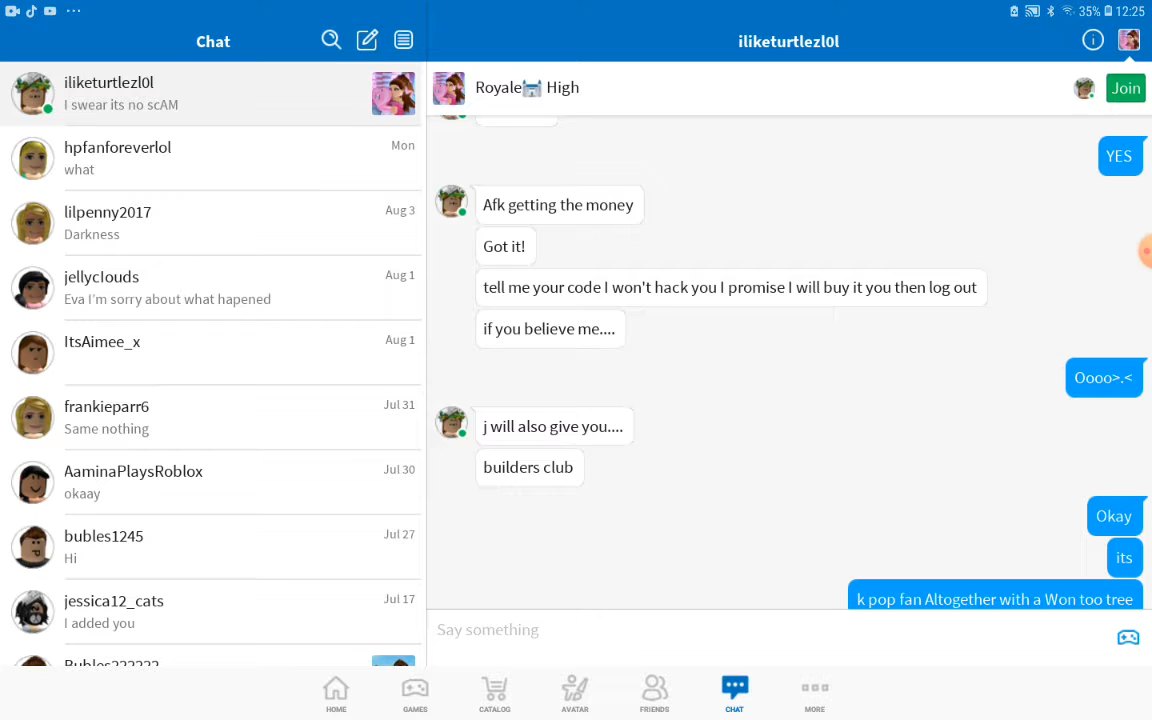 35% 12:25
Chat
iliketurtlezl0l
iliketurtlezl0l
I swear its no scAM
hpfanforeverlol Mon
what
lilpenny2017 Aug 3
Darkness
jellycIouds Aug 1
Eva I'm sorry about what hapened
ItsAimee_x Aug 1
frankieparr6 Jul 31
Same nothing
AaminaPlaysRoblox Jul 30
okaay
bubles1245 Jul 27
Hi
jessica12_cats Jul 17
I added you
Bubles222222
Royale High Join
YES
Afk getting the money
Got it!
tell me your code I won't hack you I promise I will buy it you then log out
if you believe me....
Oooo>.<
j will also give you....
builders club
Okay
its
k pop fan Altogether with a Won too tree
Say something
HOME GAMES CATALOG AVATAR FRIENDS CHAT MORE